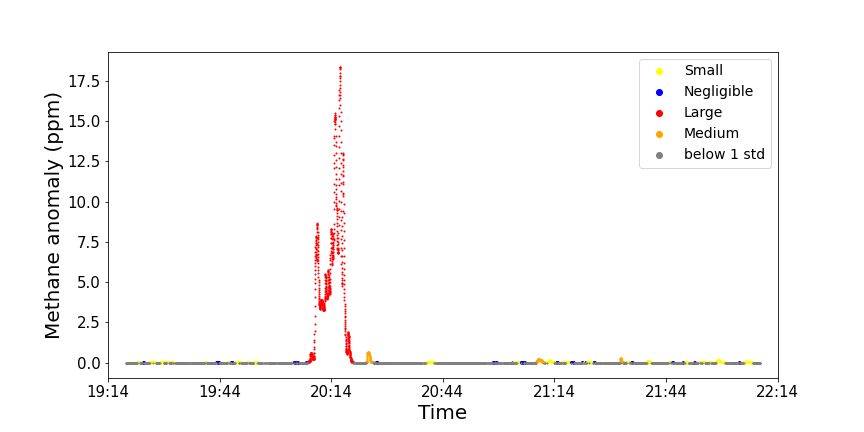 Methane anomaly (ppm)
17.5
15.0
12.5
10.0
7.5
5.0
2.5
0.0
Small
Negligible
Large
Medium
below 1 std
19:14 19:44 20:14 20:44 21:14 21:44 22:14
Time